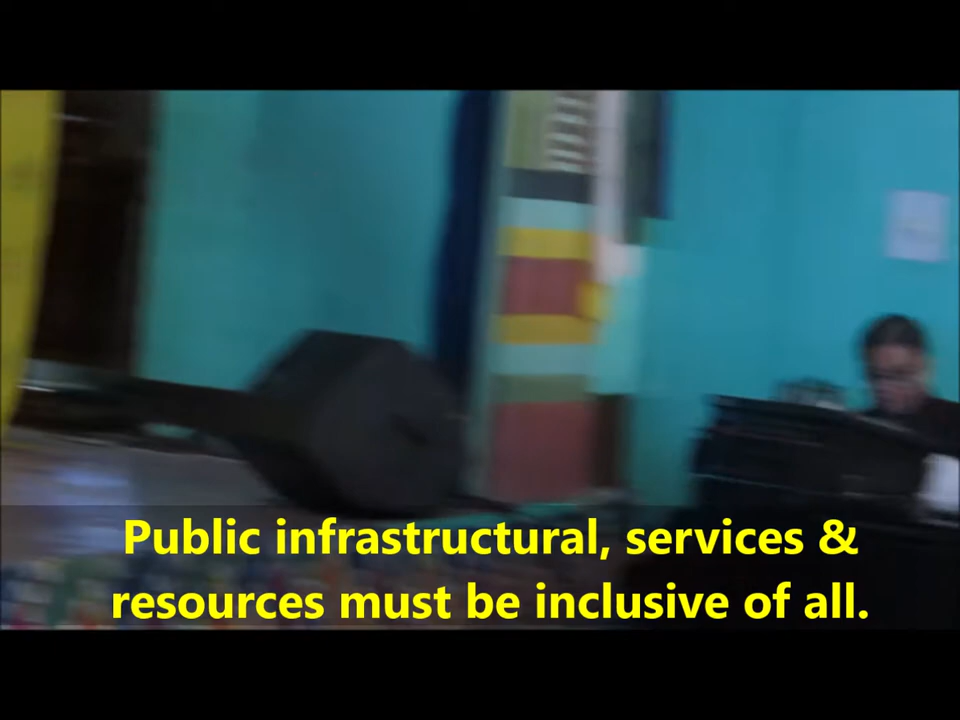 Public infrastructural, services &
resources must be inclusive of all.